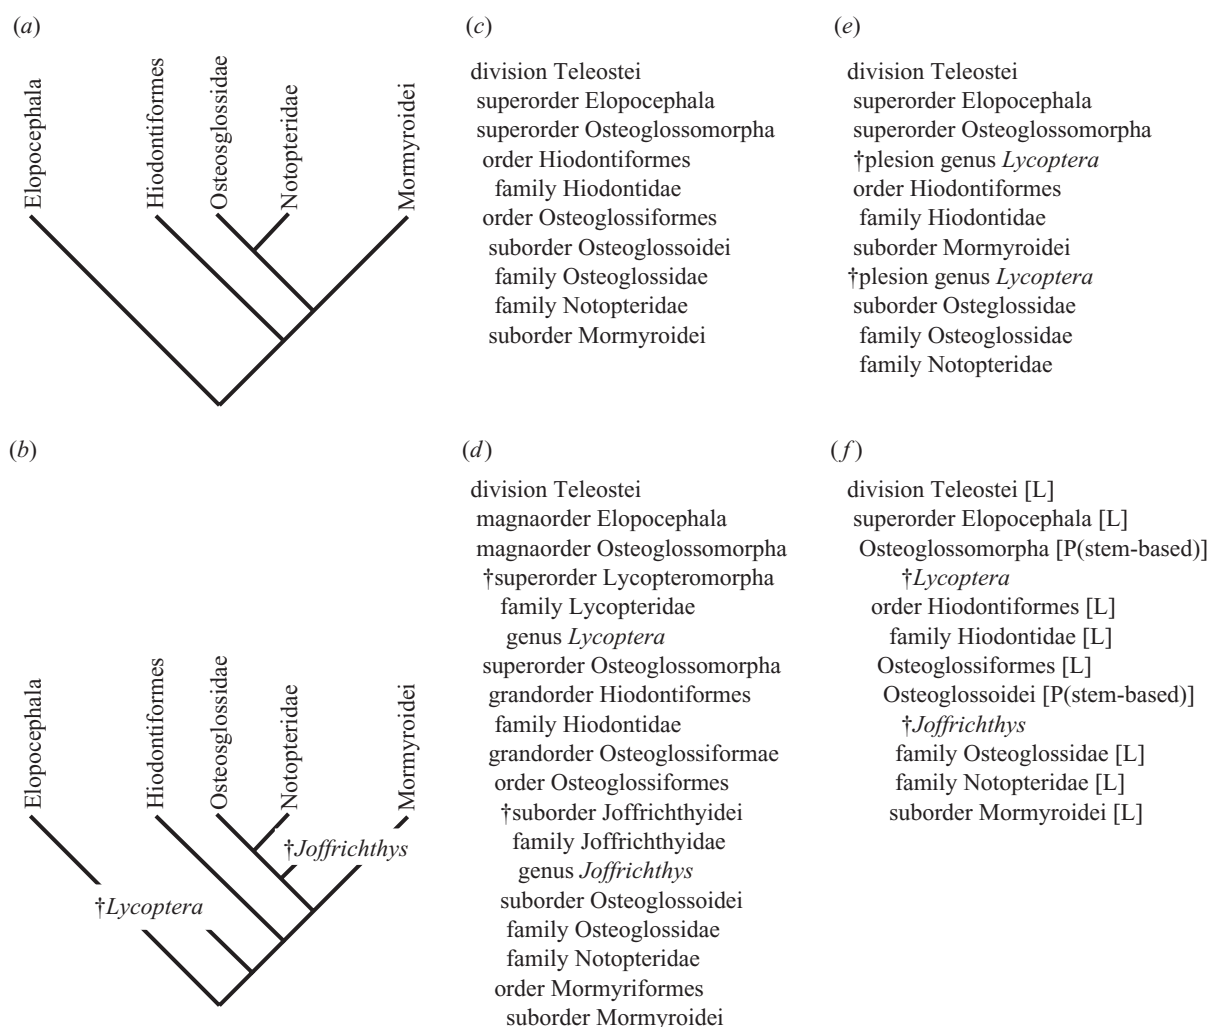 (a)
Elopocephala
Hiodontiformes
Osteosglossidae
Notopteridae
Mormyroidei
(c)
division Teleostei
superorder Elopocephala
superorder Osteoglossomorpha
order Hiodontiformes
family Hiodontidae
order Osteoglossiformes
suborder Osteoglossoidei
family Osteoglossidae
family Notopteridae
suborder Mormyroidei
(e)
division Teleostei
superorder Elopocephala
superorder Osteoglossomorpha
†plesion genus Lycoptera
order Hiodontiformes
family Hiodontidae
suborder Mormyroidei
†plesion genus Lycoptera
suborder Osteglossidae
family Osteoglossidae
family Notopteridae
(b)
Elopocephala
Hiodontiformes
Osteosglossidae
Notopteridae
Mormyroidei
†Joffrichthys
†Lycoptera
(d)
division Teleostei
magnaorder Elopocephala
magnaorder Osteoglossomorpha
†superorder Lycopteromorpha
family Lycopteridae
genus Lycoptera
superorder Osteoglossomorpha
grandorder Hiodontiformes
family Hiodontidae
grandorder Osteoglossiformae
order Osteoglossiformes
†suborder Joffrichthyidei
family Joffrichthyidae
genus Joffrichthys
suborder Osteoglossoidei
family Osteoglossidae
family Notopteridae
order Mormyriformes
suborder Mormyroidei
(f)
division Teleostei [L]
superorder Elopocephala [L]
Osteoglossomorpha [P(stem-based)]
†Lycoptera
order Hiodontiformes [L]
family Hiodontidae [L]
Osteoglossiformes [L]
Osteoglossoidei [P(stem-based)]
†Joffrichthys
family Osteoglossidae [L]
family Notopteridae [L]
suborder Mormyroidei [L]